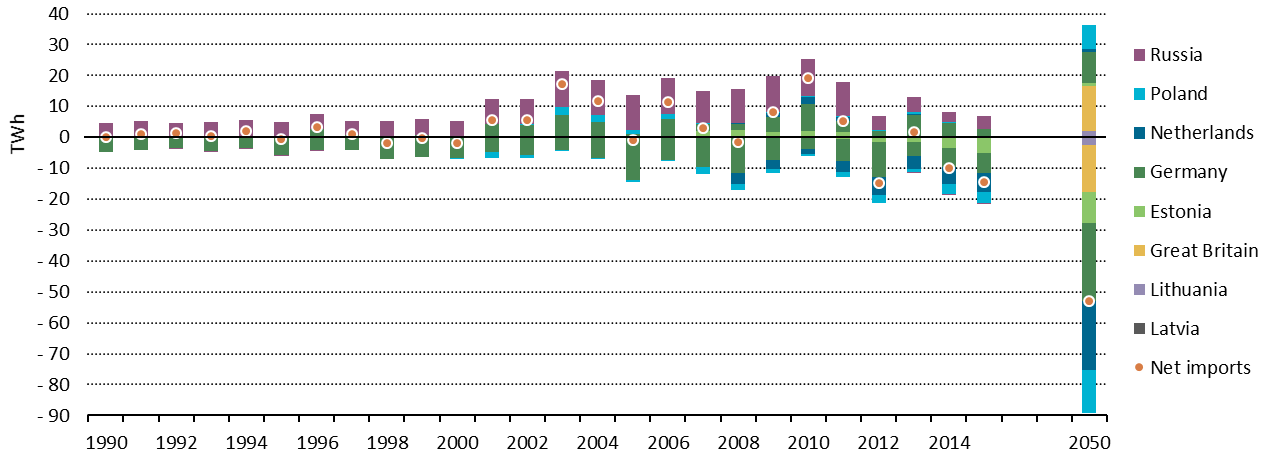 40
30
20
10
0
- 10
- 20
- 30
- 40
- 50
- 60
- 70
- 80
- 90
TWh
1990 1992 1994 1996 1998 2000 2002 2004 2006 2008 2010 2012 2014 2050
Russia
Poland
Netherlands
Germany
Estonia
Great Britain
Lithuania
Latvia
Net imports